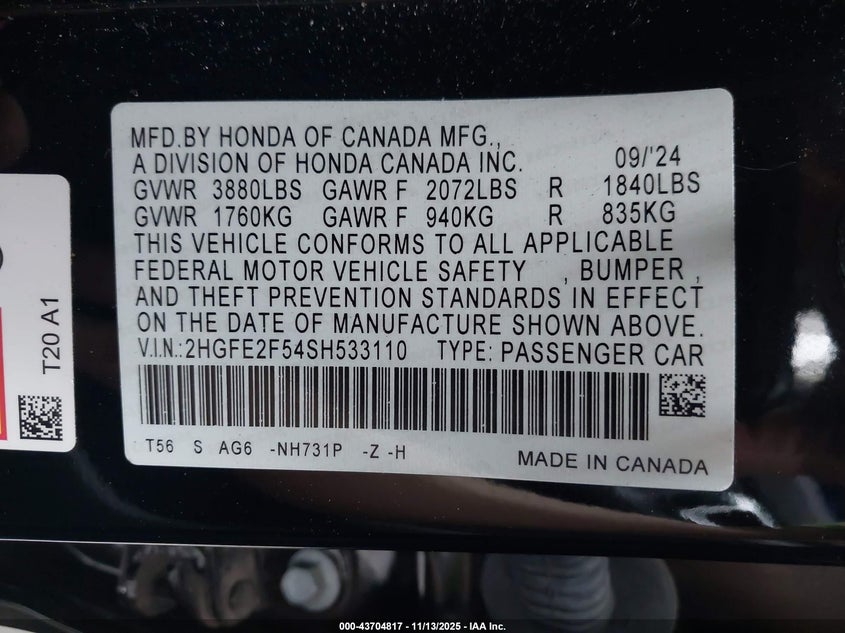 MFD.BY HONDA OF CANADA MFG.,
A DIVISION OF HONDA CANADA INC. 09/'24
GVWR 3880LBS GAWR F 2072LBS R 1840LBS
GVWR 1760KG GAWR F 940KG R 835KG
THIS VEHICLE CONFORMS TO ALL APPLICABLE
FEDERAL MOTOR VEHICLE SAFETY , BUMPER ,
AND THEFT PREVENTION STANDARDS IN EFFECT
ON THE DATE OF MANUFACTURE SHOWN ABOVE.
V.I.N.:2HGFE2F54SH533110 TYPE: PASSENGER CAR
T56 S AG6 -NH731P -Z -H
MADE IN CANADA
T20 A1
000-43704817 - 11/13/2025 - IAA Inc.